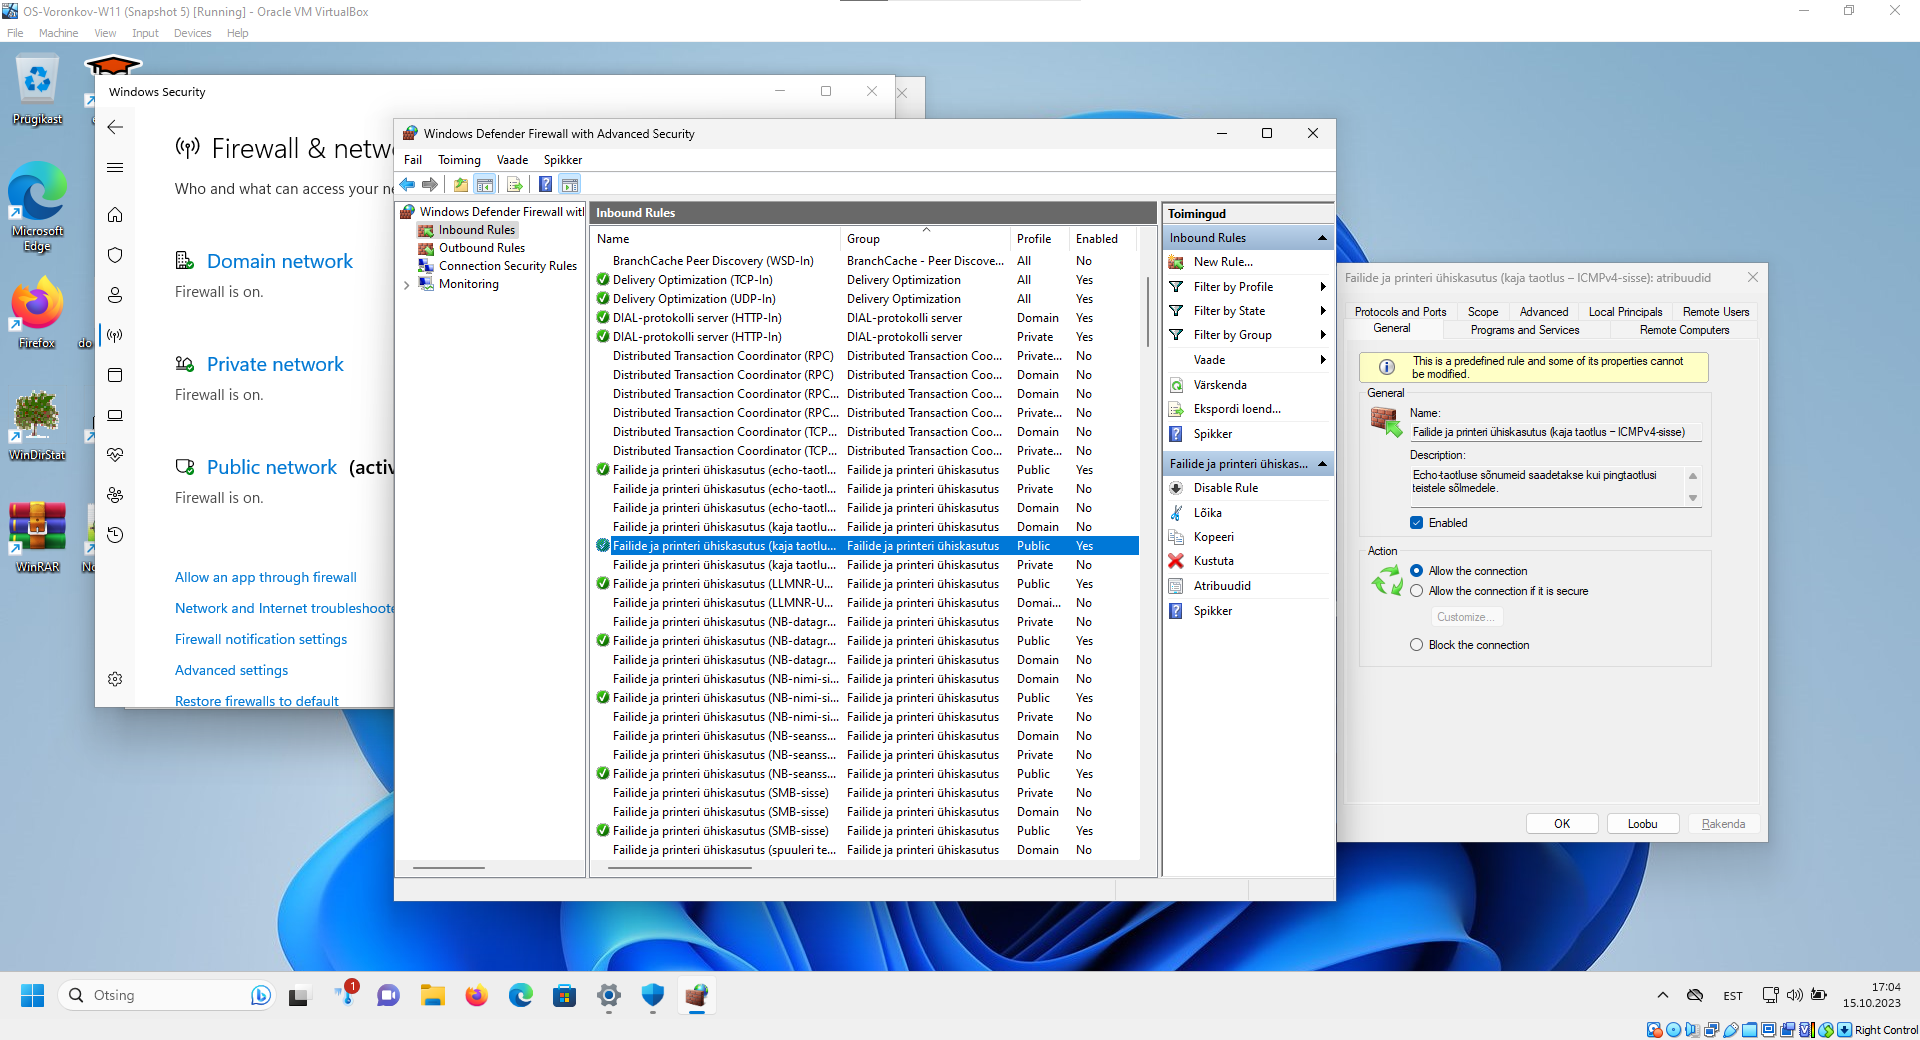 OS-Voronkov-W11 (Snapshot 5) [Running] - Oracle VM VirtualBox
File Machine View Input Devices Help
Prügikast
Microsoft Edge
Firefox
do
WinDirStat
WinRAR
Windows Security
Firewall & netw
Who and what can access your ne
Domain network
Firewall is on.
Private network
Firewall is on.
Public network (activ
Firewall is on.
Allow an app through firewall
Network and Internet troubleshoote
Firewall notification settings
Advanced settings
Restore firewalls to default
Windows Defender Firewall with Advanced Security
Fail Toiming Vaade Spikker
Windows Defender Firewall wit
Inbound Rules
Outbound Rules
Connection Security Rules
Monitoring
Inbound Rules
Name Group Profile Enabled
BranchCache Peer Discovery (WSD-In) BranchCache - Peer Discove... All No
Delivery Optimization (TCP-In) Delivery Optimization All Yes
Delivery Optimization (UDP-In) Delivery Optimization All Yes
DIAL-protokolli server (HTTP-In) DIAL-protokolli server Domain Yes
DIAL-protokolli server (HTTP-In) DIAL-protokolli server Private Yes
Distributed Transaction Coordinator (RPC) Distributed Transaction Coo... Private... No
Distributed Transaction Coordinator (RPC) Distributed Transaction Coo... Domain No
Distributed Transaction Coordinator (RPC... Distributed Transaction Coo... Domain No
Distributed Transaction Coordinator (RPC... Distributed Transaction Coo... Private... No
Distributed Transaction Coordinator (TCP... Distributed Transaction Coo... Domain No
Distributed Transaction Coordinator (TCP... Distributed Transaction Coo... Private... No
Failide ja printeri ühiskasutus (echo-taotl... Failide ja printeri ühiskasutus Public Yes
Failide ja printeri ühiskasutus (echo-taotl... Failide ja printeri ühiskasutus Private No
Failide ja printeri ühiskasutus (echo-taotl... Failide ja printeri ühiskasutus Domain No
Failide ja printeri ühiskasutus (kaja taotlu... Failide ja printeri ühiskasutus Domain No
Failide ja printeri ühiskasutus (kaja taotlu... Failide ja printeri ühiskasutus Public Yes
Failide ja printeri ühiskasutus (kaja taotlu... Failide ja printeri ühiskasutus Private No
Failide ja printeri ühiskasutus (LLMNR-U... Failide ja printeri ühiskasutus Public Yes
Failide ja printeri ühiskasutus (LLMNR-U... Failide ja printeri ühiskasutus Domai... No
Failide ja printeri ühiskasutus (NB-datagr... Failide ja printeri ühiskasutus Private No
Failide ja printeri ühiskasutus (NB-datagr... Failide ja printeri ühiskasutus Public Yes
Failide ja printeri ühiskasutus (NB-datagr... Failide ja printeri ühiskasutus Domain No
Failide ja printeri ühiskasutus (NB-nimi-si... Failide ja printeri ühiskasutus Domain No
Failide ja printeri ühiskasutus (NB-nimi-si... Failide ja printeri ühiskasutus Public Yes
Failide ja printeri ühiskasutus (NB-nimi-si... Failide ja printeri ühiskasutus Private No
Failide ja printeri ühiskasutus (NB-seanss... Failide ja printeri ühiskasutus Domain No
Failide ja printeri ühiskasutus (NB-seanss... Failide ja printeri ühiskasutus Private No
Failide ja printeri ühiskasutus (NB-seanss... Failide ja printeri ühiskasutus Public Yes
Failide ja printeri ühiskasutus (SMB-sisse) Failide ja printeri ühiskasutus Private No
Failide ja printeri ühiskasutus (SMB-sisse) Failide ja printeri ühiskasutus Domain No
Failide ja printeri ühiskasutus (SMB-sisse) Failide ja printeri ühiskasutus Public Yes
Failide ja printeri ühiskasutus (spuuleri te... Failide ja printeri ühiskasutus Domain No
Toimingud
Inbound Rules
New Rule...
Filter by Profile
Filter by State
Filter by Group
Vaade
Värskenda
Ekspordi loend...
Spikker
Failide ja printeri ühiskas...
Disable Rule
Lõika
Kopeeri
Kustuta
Atribuudid
Spikker
Failide ja printeri ühiskasutus (kaja taotlus – ICMPv4-sisse): atribuudid
Protocols and Ports Scope Advanced Local Principals Remote Users
General Programs and Services Remote Computers
This is a predefined rule and some of its properties cannot
be modified.
General
Name:
Failide ja printeri ühiskasutus (kaja taotlus – ICMPv4-sisse)
Description:
Echo-taotluse sõnumeid saadetakse kui pingtaotlusi
teistele sõlmedele.
Enabled
Action
Allow the connection
Allow the connection if it is secure
Customize...
Block the connection
OK Loobu Rakenda
Otsing
1
EST
17:04
15.10.2023
Right Control